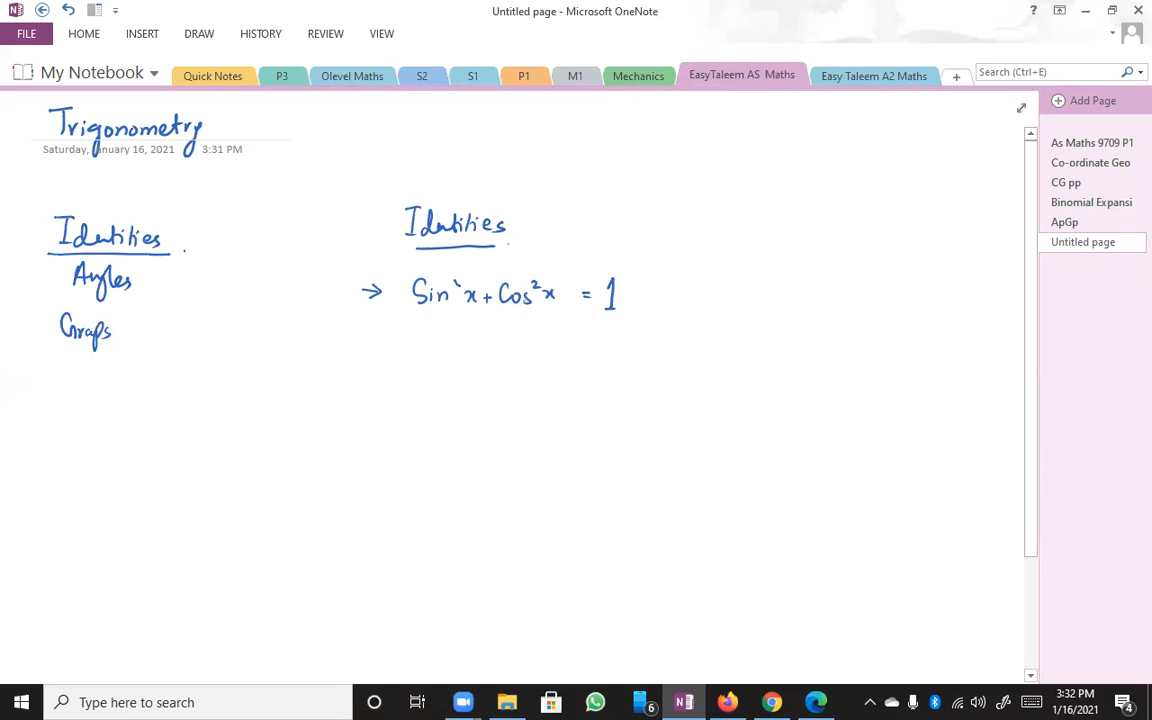 Untitled page - Microsoft OneNote
FILE HOME INSERT DRAW HISTORY REVIEW VIEW
My Notebook Quick Notes P3 Olevel Maths S2 S1 P1 M1 Mechanics EasyTaleem AS Maths Easy Taleem A2 Maths Search (Ctrl+E)
Add Page
As Maths 9709 P1
Co-ordinate Geo
CG pp
Binomial Expansi
ApGp
Untitled page
Trigonometry
Saturday, January 16, 2021 3:31 PM
Identities
Angles
Graps
Identities
→ Sin²x + Cos²x = 1
Type here to search
6
3:32 PM
1/16/2021
4